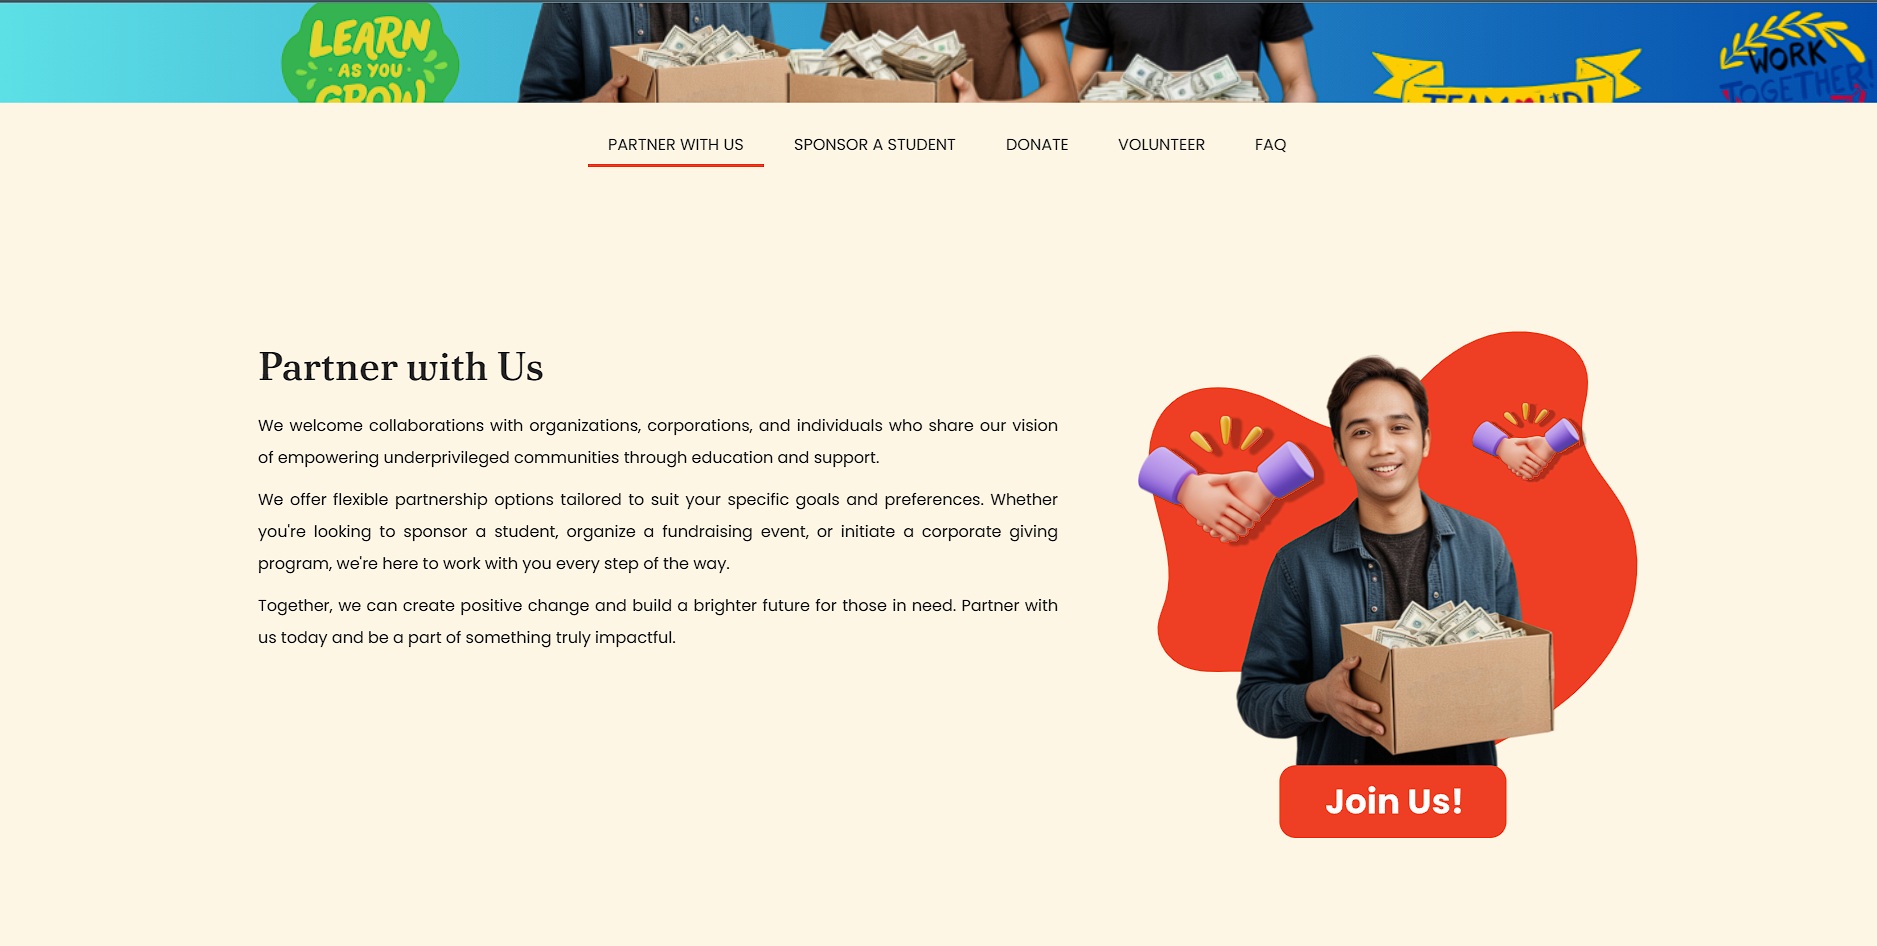 LEARN
AS YOU
GROW
TEAM UP!
WORK
TOGETHER!
PARTNER WITH US
SPONSOR A STUDENT
DONATE
VOLUNTEER
FAQ
Partner with Us
We welcome collaborations with organizations, corporations, and individuals who share our vision
of empowering underprivileged communities through education and support.
We offer flexible partnership options tailored to suit your specific goals and preferences. Whether
you're looking to sponsor a student, organize a fundraising event, or initiate a corporate giving
program, we're here to work with you every step of the way.
Together, we can create positive change and build a brighter future for those in need. Partner with
us today and be a part of something truly impactful.
Join Us!